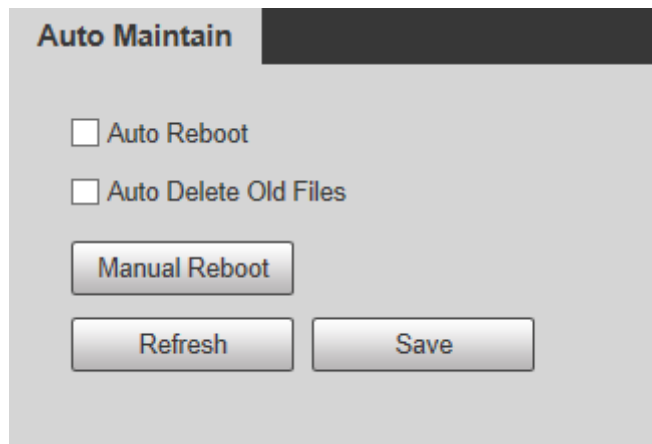 Auto Maintain
Auto Reboot
Auto Delete Old Files
Manual Reboot
Refresh Save